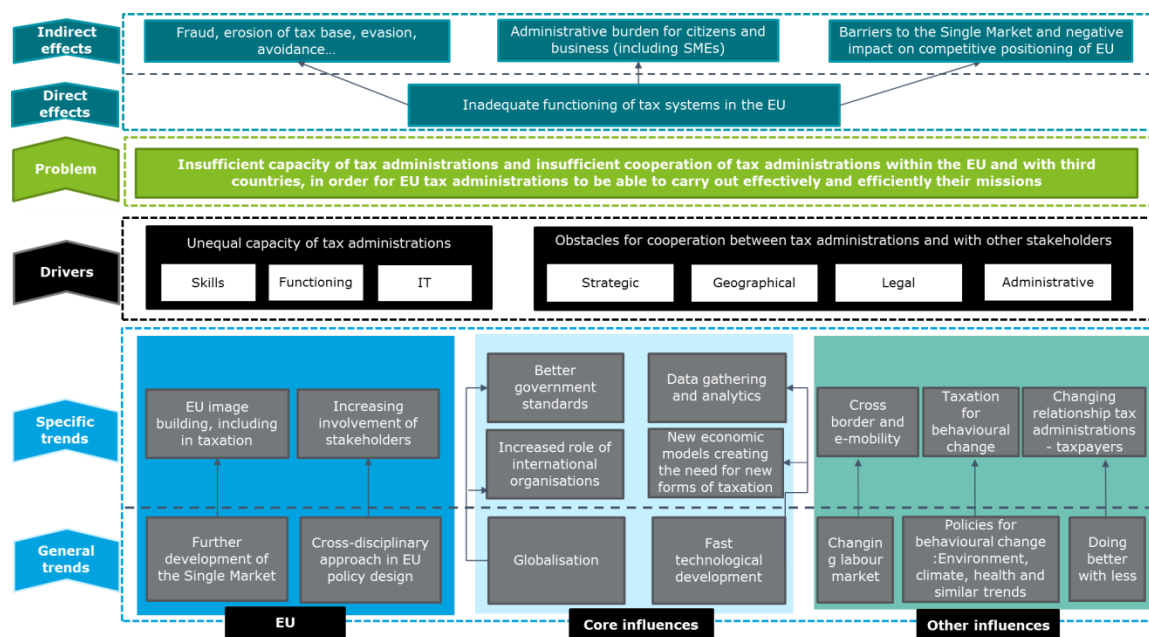 Indirect
effects
Fraud, erosion of tax base, evasion,
avoidance...
Administrative burden for citizens and
business (including SMEs)
Barriers to the Single Market and negative
impact on competitive positioning of EU
Direct
effects
Inadequate functioning of tax systems in the EU
Problem
Insufficient capacity of tax administrations and insufficient cooperation of tax administrations within the EU and with third
countries, in order for EU tax administrations to be able to carry out effectively and efficiently their missions
Drivers
Unequal capacity of tax administrations
Skills
Functioning
IT
Obstacles for cooperation between tax administrations and with other stakeholders
Strategic
Geographical
Legal
Administrative
Specific
trends
EU image
building, including
in taxation
Increasing
involvement of
stakeholders
Better
government
standards
Data gathering
and analytics
Increased role of
international
organisations
New economic
models creating
the need for new
forms of taxation
Cross
border and
e-mobility
Taxation
for
behavioural
change
Changing
relationship tax
administrations
- taxpayers
General
trends
Further
development of
the Single Market
Cross-disciplinary
approach in EU
policy design
Globalisation
Fast
technological
development
Changin
g labour
market
Policies for
behavioural change
:Environment,
climate, health and
similar trends
Doing
better
with less
EU
Core influences
Other influences